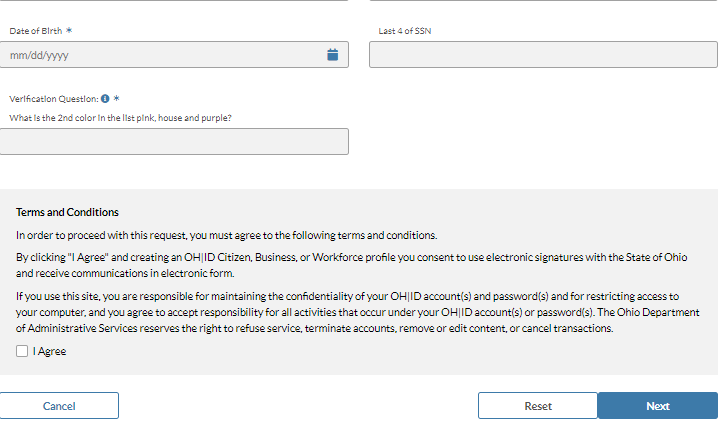 Date of Birth *
Last 4 of SSN
mm/dd/yyyy
Verification Question: *
What is the 2nd color in the list pink, house and purple?
Terms and Conditions
In order to proceed with this request, you must agree to the following terms and conditions.
By clicking "I Agree" and creating an OH|ID Citizen, Business, or Workforce profile you consent to use electronic signatures with the State of Ohio
and receive communications in electronic form.
If you use this site, you are responsible for maintaining the confidentiality of your OH|ID account(s) and password(s) and for restricting access to
your computer, and you agree to accept responsibility for all activities that occur under your OH|ID account(s) or password(s). The Ohio Department
of Administrative Services reserves the right to refuse service, terminate accounts, remove or edit content, or cancel transactions.
I Agree
Cancel
Reset
Next